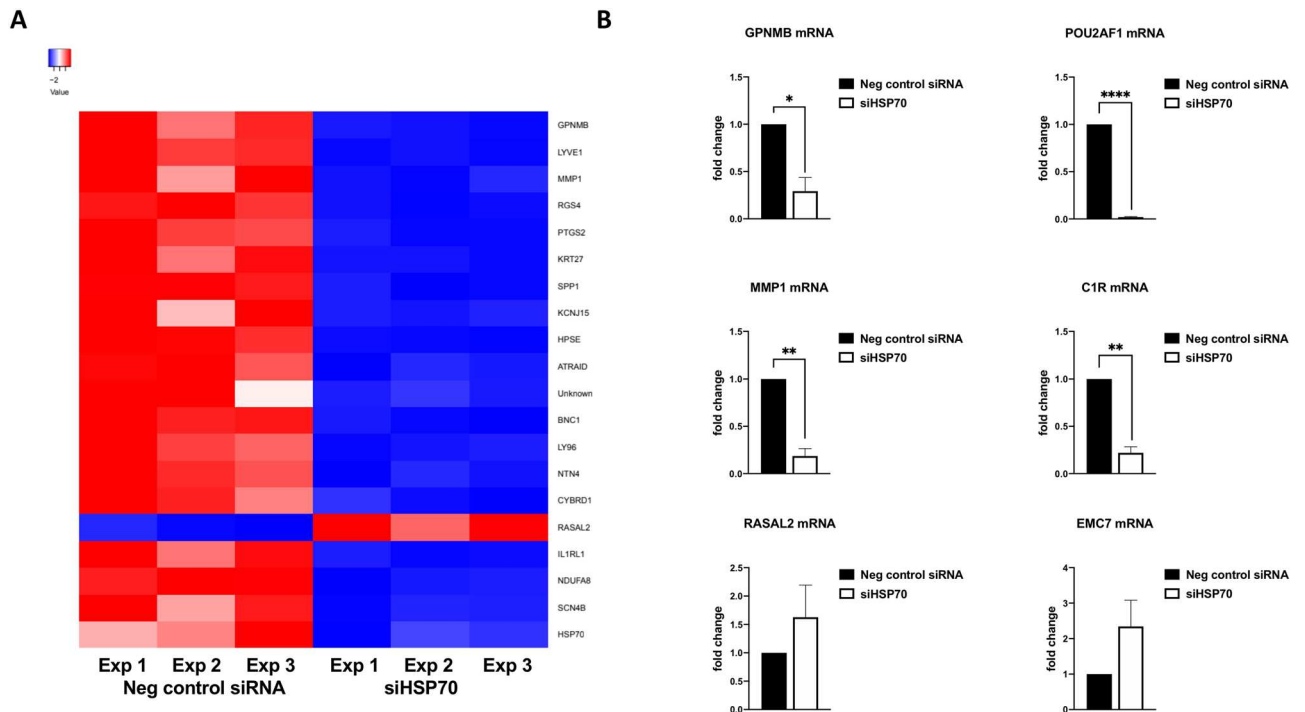 A
−2
Value
GPNMB
LYVE1
MMP1
RGS4
PTGS2
KRT27
SPP1
KCNJ15
HPSE
ATRAID
Unknown
BNC1
LY96
NTN4
CYBRD1
RASAL2
IL1RL1
NDUFA8
SCN4B
HSP70
Exp 1 Exp 2 Exp 3 Exp 1 Exp 2 Exp 3
Neg control siRNA siHSP70
B
GPNMB mRNA
fold change
1.5
1.0
0.5
0.0
*
Neg control siRNA
siHSP70
POU2AF1 mRNA
fold change
1.5
1.0
0.5
0.0
****
Neg control siRNA
siHSP70
MMP1 mRNA
fold change
1.5
1.0
0.5
0.0
**
Neg control siRNA
siHSP70
C1R mRNA
fold change
1.5
1.0
0.5
0.0
**
Neg control siRNA
siHSP70
RASAL2 mRNA
fold change
2.5
2.0
1.5
1.0
0.5
0.0
Neg control siRNA
siHSP70
EMC7 mRNA
fold change
4
3
2
1
0
Neg control siRNA
siHSP70